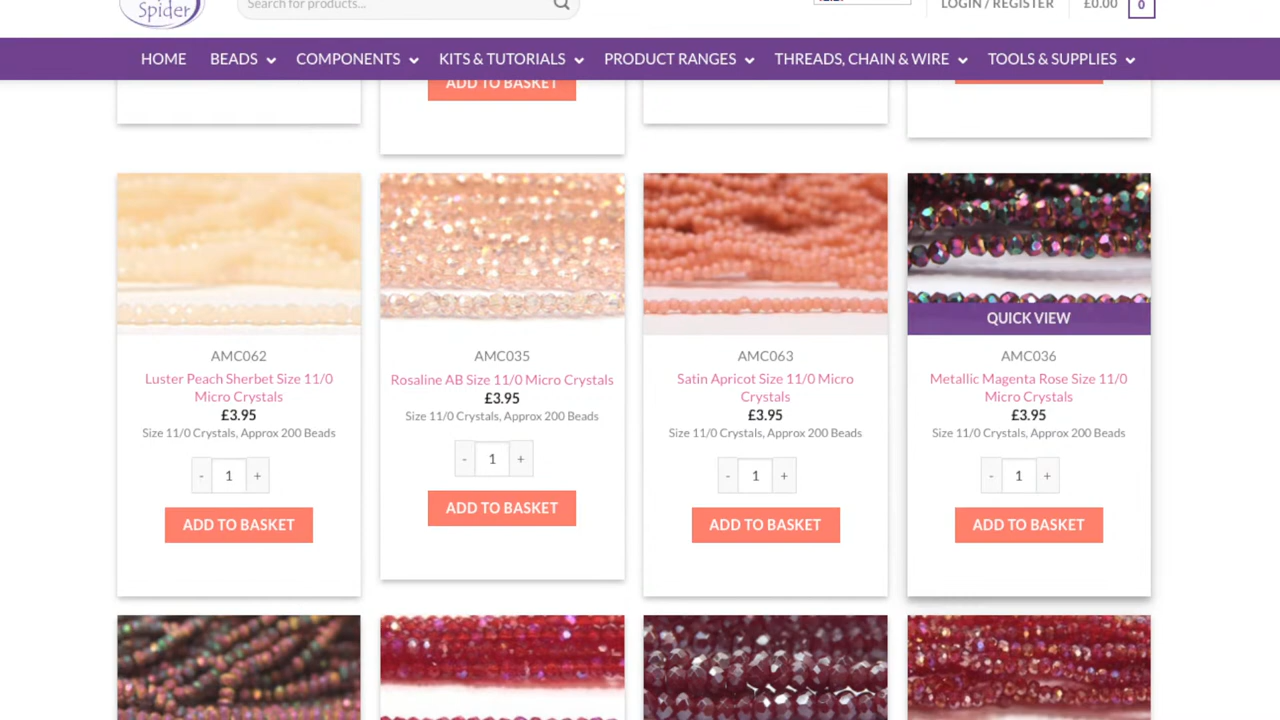 Spider
Search for products...
LOGIN / REGISTER
£0.00
0
HOME
BEADS
COMPONENTS
KITS & TUTORIALS
PRODUCT RANGES
THREADS, CHAIN & WIRE
TOOLS & SUPPLIES
ADD TO BASKET
QUICK VIEW
AMC062
Luster Peach Sherbet Size 11/0
Micro Crystals
£3.95
Size 11/0 Crystals, Approx 200 Beads
- 1 +
ADD TO BASKET
AMC035
Rosaline AB Size 11/0 Micro Crystals
£3.95
Size 11/0 Crystals, Approx 200 Beads
- 1 +
ADD TO BASKET
AMC063
Satin Apricot Size 11/0 Micro
Crystals
£3.95
Size 11/0 Crystals, Approx 200 Beads
- 1 +
ADD TO BASKET
AMC036
Metallic Magenta Rose Size 11/0
Micro Crystals
£3.95
Size 11/0 Crystals, Approx 200 Beads
- 1 +
ADD TO BASKET